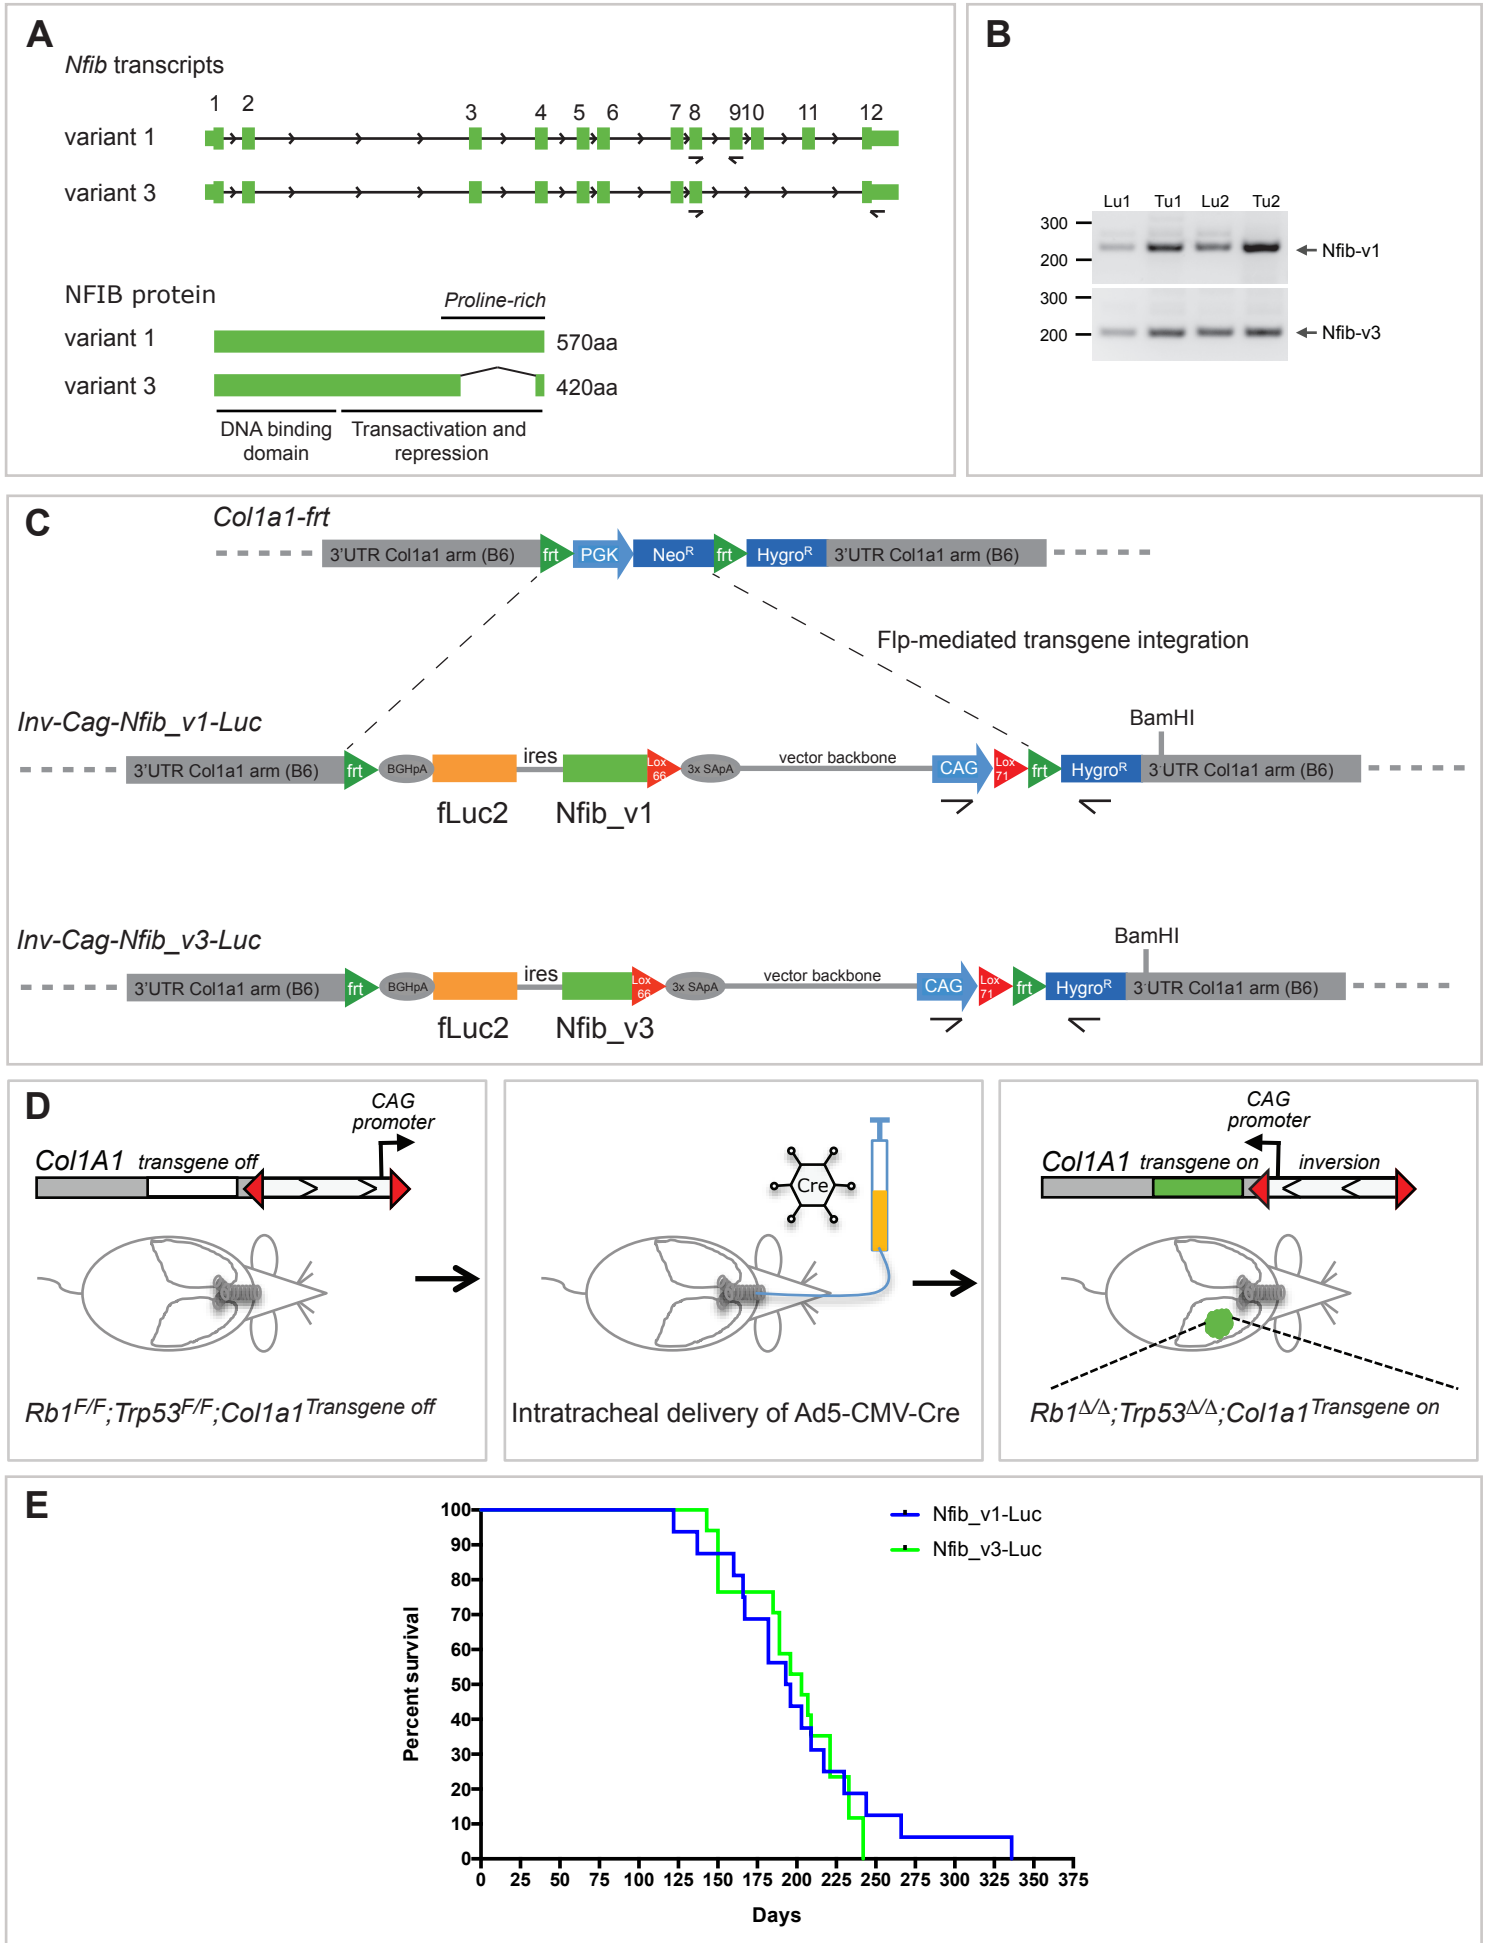 A
Nfib transcripts
1 2 3 4 5 6 7 8 9 10 11 12
variant 1
variant 3
NFIB protein
Proline-rich
variant 1
570aa
variant 3
420aa
DNA binding
domain
Transactivation and
repression
B
Lu1 Tu1 Lu2 Tu2
300
200
Nfib-v1
300
200
Nfib-v3
C
Col1a1-frt
3'UTR Col1a1 arm (B6) frt PGK NeoR frt HygroR 3'UTR Col1a1 arm (B6)
Flp-mediated transgene integration
Inv-Cag-Nfib_v1-Luc
BamHI
3'UTR Col1a1 arm (B6) frt BGHpA ires Lox 66 3x SApA vector backbone CAG Lox 71 frt HygroR 3'UTR Col1a1 arm (B6)
fLuc2 Nfib_v1
Inv-Cag-Nfib_v3-Luc
BamHI
3'UTR Col1a1 arm (B6) frt BGHpA ires Lox 66 3x SApA vector backbone CAG Lox 71 frt HygroR 3'UTR Col1a1 arm (B6)
fLuc2 Nfib_v3
D
CAG
promoter
Col1A1 transgene off
Rb1F/F;Trp53F/F;Col1a1Transgene off
Cre
Intratracheal delivery of Ad5-CMV-Cre
CAG
promoter
Col1A1 transgene on inversion
Rb1Δ/Δ;Trp53Δ/Δ;Col1a1Transgene on
E
Nfib_v1-Luc
Nfib_v3-Luc
Percent survival
100
90
80
70
60
50
40
30
20
10
0
0 25 50 75 100 125 150 175 200 225 250 275 300 325 350 375
Days